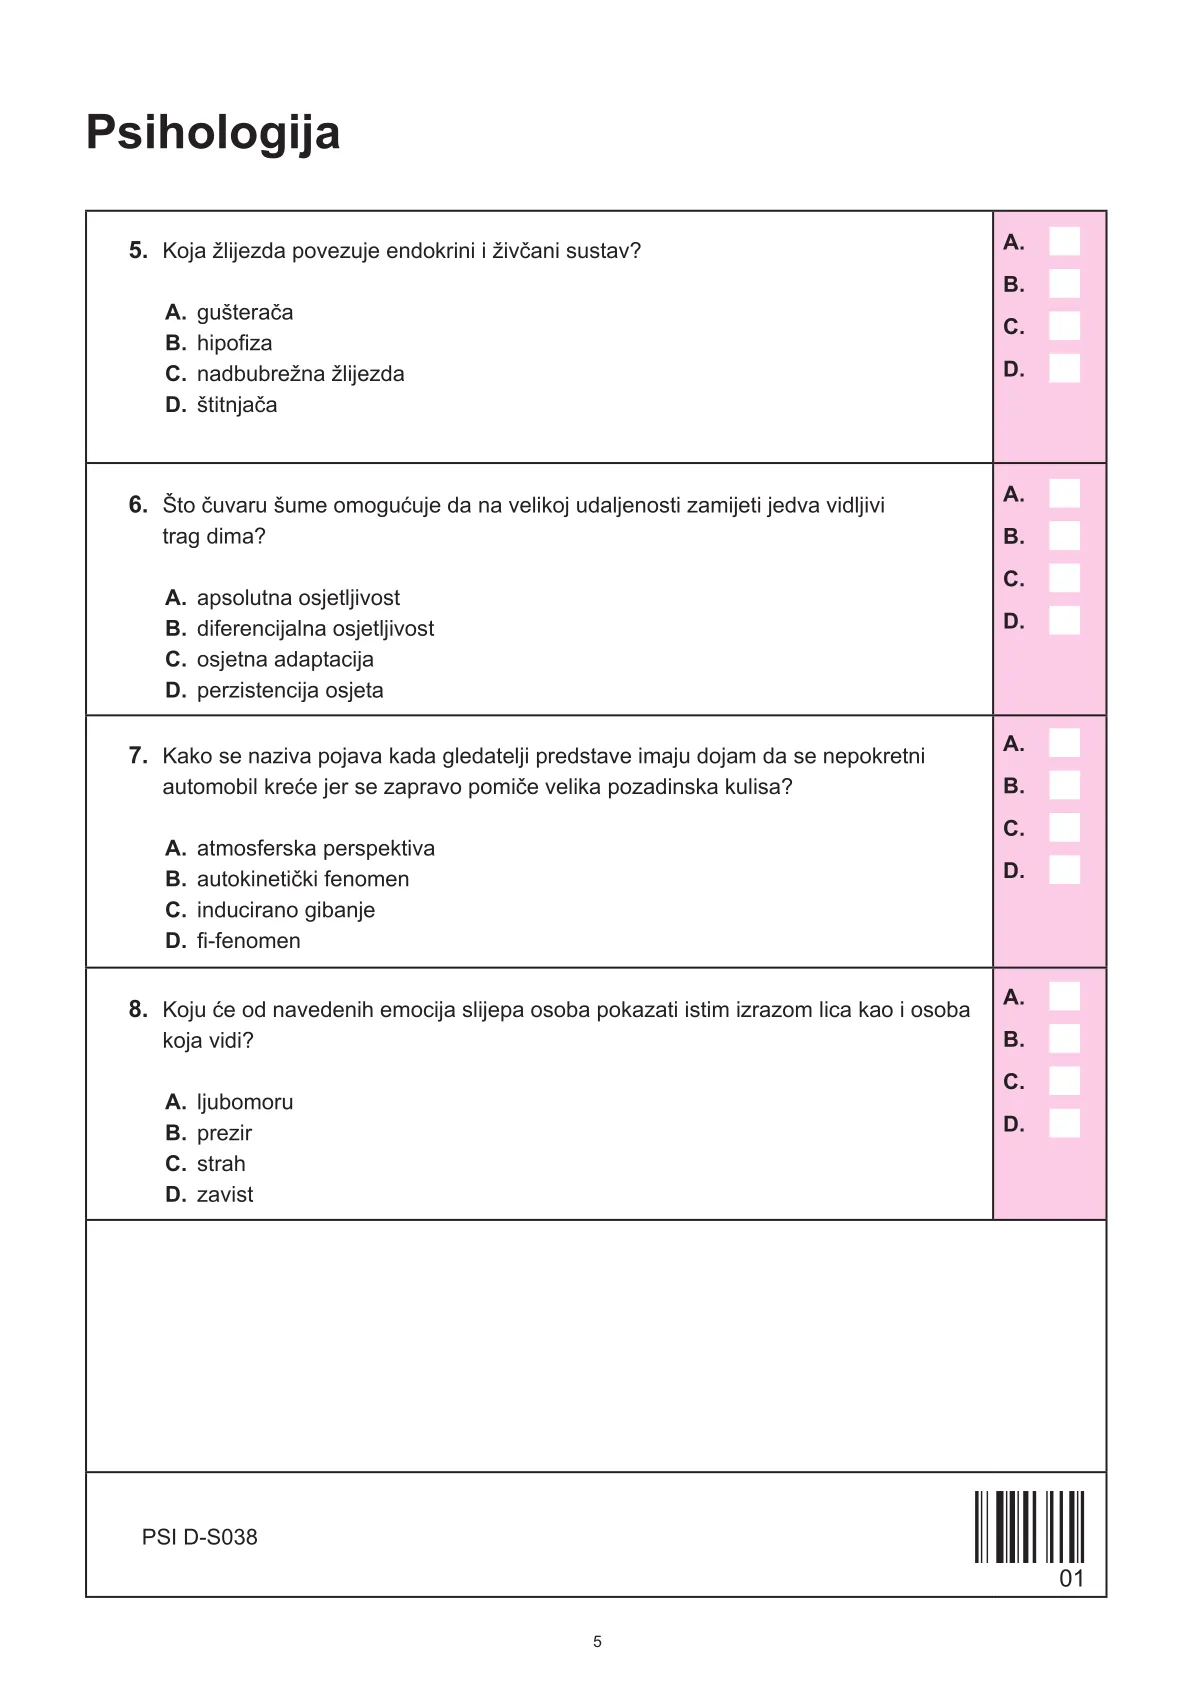 Psihologija
5. Koja žlijezda povezuje endokrini i živčani sustav?
A. gušterača
B. hipofiza
C. nadbubrežna žlijezda
D. štitnjača
A.
B.
C.
D.
6. Što čuvaru šume omogućuje da na velikoj udaljenosti zamijeti jedva vidljivi
trag dima?
A. apsolutna osjetljivost
B. diferencijalna osjetljivost
C. osjetna adaptacija
D. perzistencija osjeta
A.
B.
C.
D.
7. Kako se naziva pojava kada gledatelji predstave imaju dojam da se nepokretni
automobil kreće jer se zapravo pomiče velika pozadinska kulisa?
A. atmosferska perspektiva
B. autokinetički fenomen
C. inducirano gibanje
D. fi-fenomen
A.
B.
C.
D.
8. Koju će od navedenih emocija slijepa osoba pokazati istim izrazom lica kao i osoba
koja vidi?
A. ljubomoru
B. prezir
C. strah
D. zavist
A.
B.
C.
D.
PSI D-S038
01
5